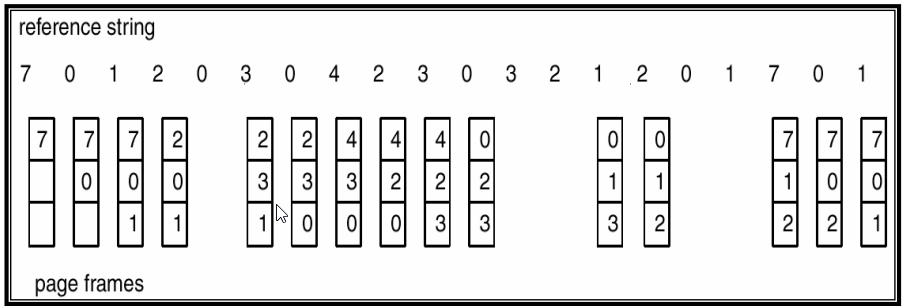 reference string
7 0 1 2 0 3 0 4 2 3 0 3 2 1 2 0 1 7 0 1
7 7 7 2 2 2 4 4 4 0 0 0 7 7 7
0 0 0 3 3 3 2 2 2 1 1 1 0 0
1 1 1 0 0 0 3 3 3 2 2 2 1
page frames